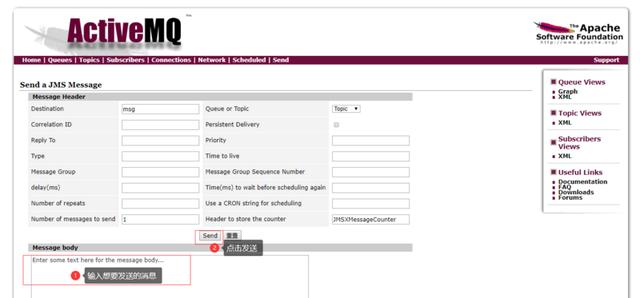 ActiveMQ
The Apache
Software Foundation
http://www.apache.org/
Home | Queues | Topics | Subscribers | Connections | Network | Scheduled | Send
Support
Send a JMS Message
Message Header
Destination msg Queue or Topic Topic
Correlation ID Persistent Delivery
Reply To Priority
Type Time to live
Message Group Message Group Sequence Number
delay(ms) Time(ms) to wait before scheduling again
Number of repeats Use a CRON string for scheduling
Number of messages to send 1 Header to store the counter JMSXMessageCounter
Send 重置
2 点击发送
Message body
Enter some text here for the message body...
1 输入想要发送的消息
Queue Views
Graph
XML
Topic Views
XML
Subscribers
Views
XML
Useful Links
Documentation
FAQ
Downloads
Forums